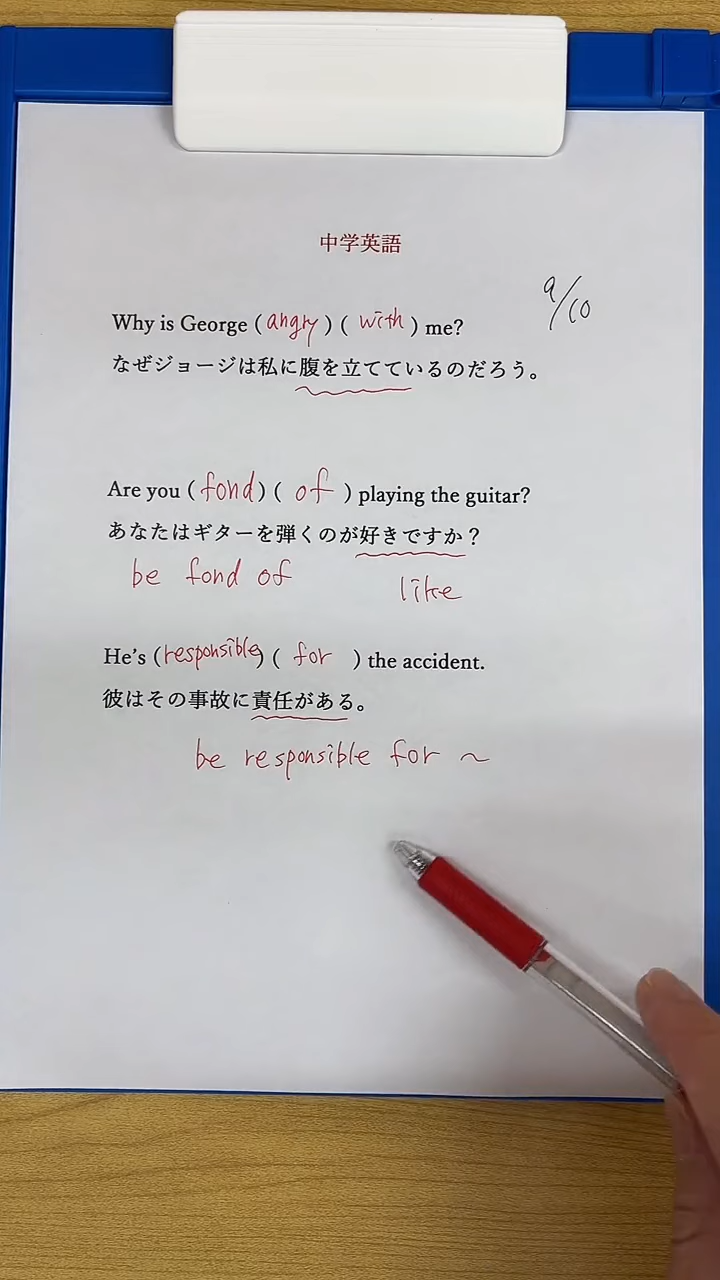 中学英語
9/10
Why is George (angry) (with) me?
なぜジョージは私に腹を立てているのだろう。
Are you (fond) (of) playing the guitar?
あなたはギターを弾くのが好きですか？
be fond of like
He's (responsible) (for) the accident.
彼はその事故に責任がある。
be responsible for ~